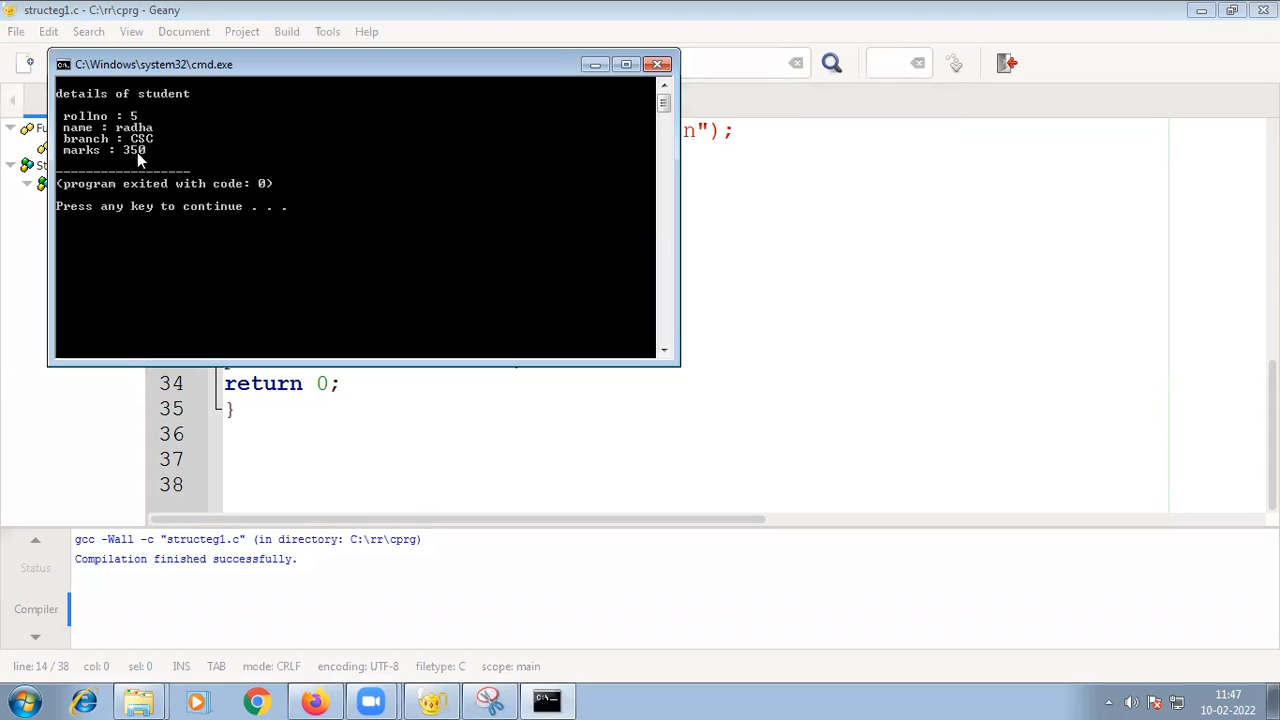 structeg1.c - C:\rr\cprg - Geany
File Edit Search View Document Project Build Tools Help
C:\Windows\system32\cmd.exe
details of student
rollno : 5
name : radha
branch : CSC
marks : 350
------------------
(program exited with code: 0)
Press any key to continue . . .
Fu
St
n");
34 return 0;
35 }
36
37
38
Status
Compiler
gcc -Wall -c "structeg1.c" (in directory: C:\rr\cprg)
Compilation finished successfully.
line: 14 / 38 col: 0 sel: 0 INS TAB mode: CRLF encoding: UTF-8 filetype: C scope: main
C:\.
11:47
10-02-2022